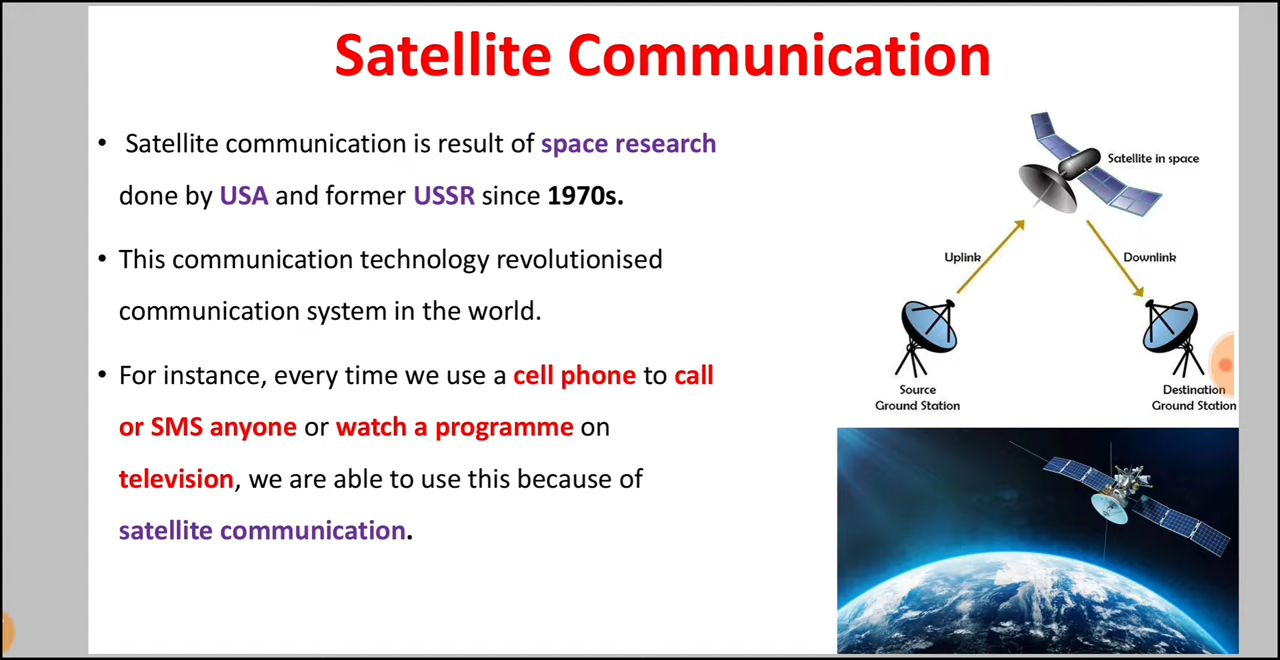 Satellite Communication
• Satellite communication is result of space research
done by USA and former USSR since 1970s.
• This communication technology revolutionised
communication system in the world.
• For instance, every time we use a cell phone to call
or SMS anyone or watch a programme on
television, we are able to use this because of
satellite communication.
Satellite in space
Uplink
Downlink
Source
Ground Station
Destination
Ground Station